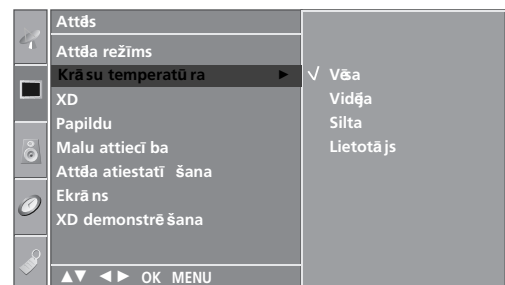 Attēls
Attēla režīms
Krāsu temperatūra ► √ Vēsa
XD Vidēja
Papildu Silta
Malu attiecība Lietotājs
Attēla atiestatīšana
Ekrāns
XD demonstrēšana
▲▼ ◄► OK MENU